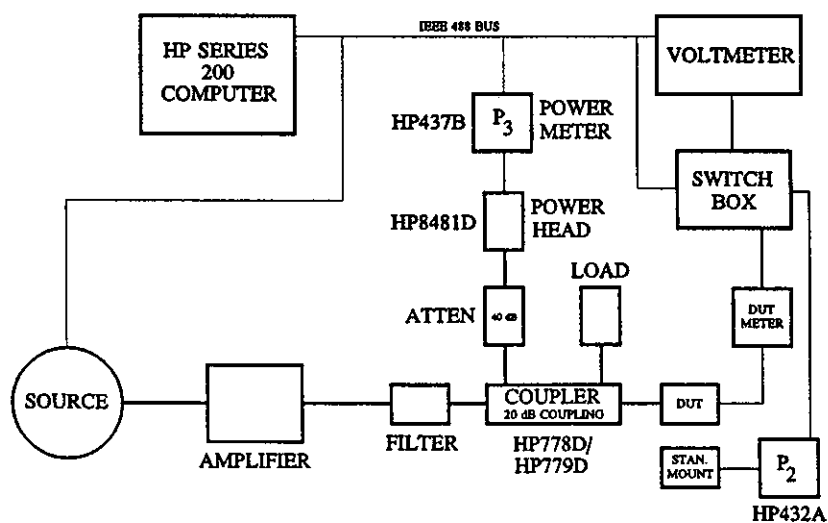 IEEE 488 BUS
HP SERIES
200
COMPUTER
VOLTMETER
HP437B
P3
POWER
METER
SWITCH
BOX
HP8481D
POWER
HEAD
LOAD
ATTEN
40 dB
DUT
METER
SOURCE
AMPLIFIER
FILTER
COUPLER
20 dB COUPLING
HP778D/
HP779D
DUT
STAN.
MOUNT
P2
HP432A